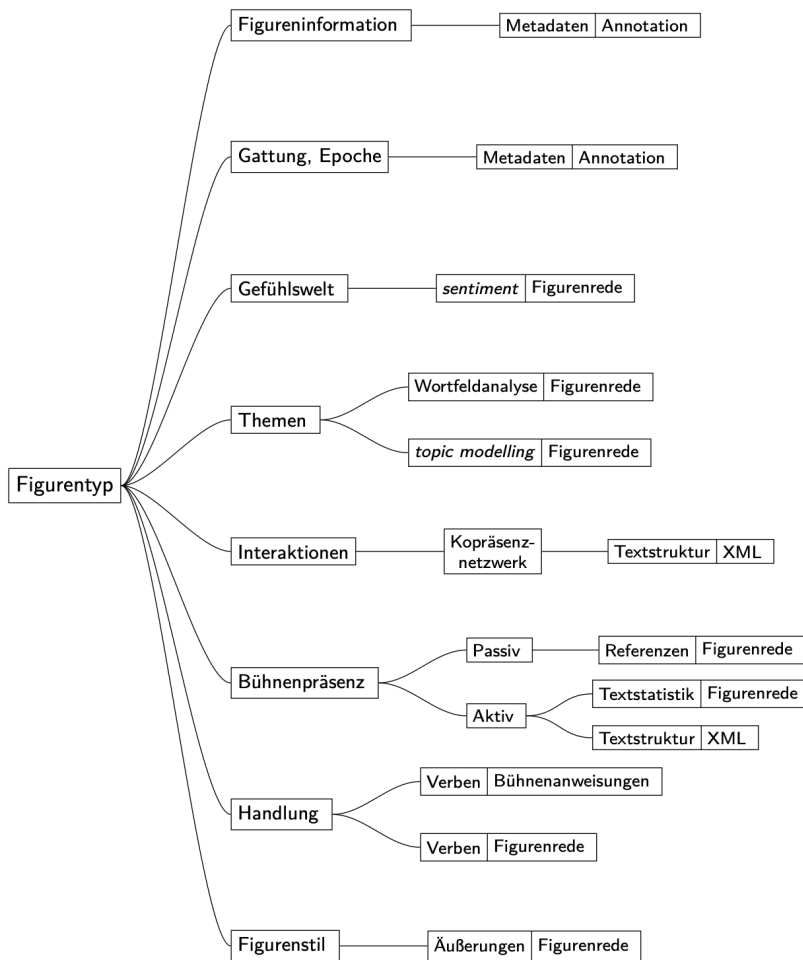 Figureninformation
Metadaten Annotation
Gattung, Epoche
Metadaten Annotation
Gefühlswelt
sentiment Figurenrede
Wortfeldanalyse Figurenrede
Themen
topic modelling Figurenrede
Figurentyp
Interaktionen
Kopräsenz-
netzwerk
Textstruktur XML
Passiv
Referenzen Figurenrede
Bühnenpräsenz
Textstatistik Figurenrede
Aktiv
Textstruktur XML
Verben Bühnenanweisungen
Handlung
Verben Figurenrede
Figurenstil
Äußerungen Figurenrede